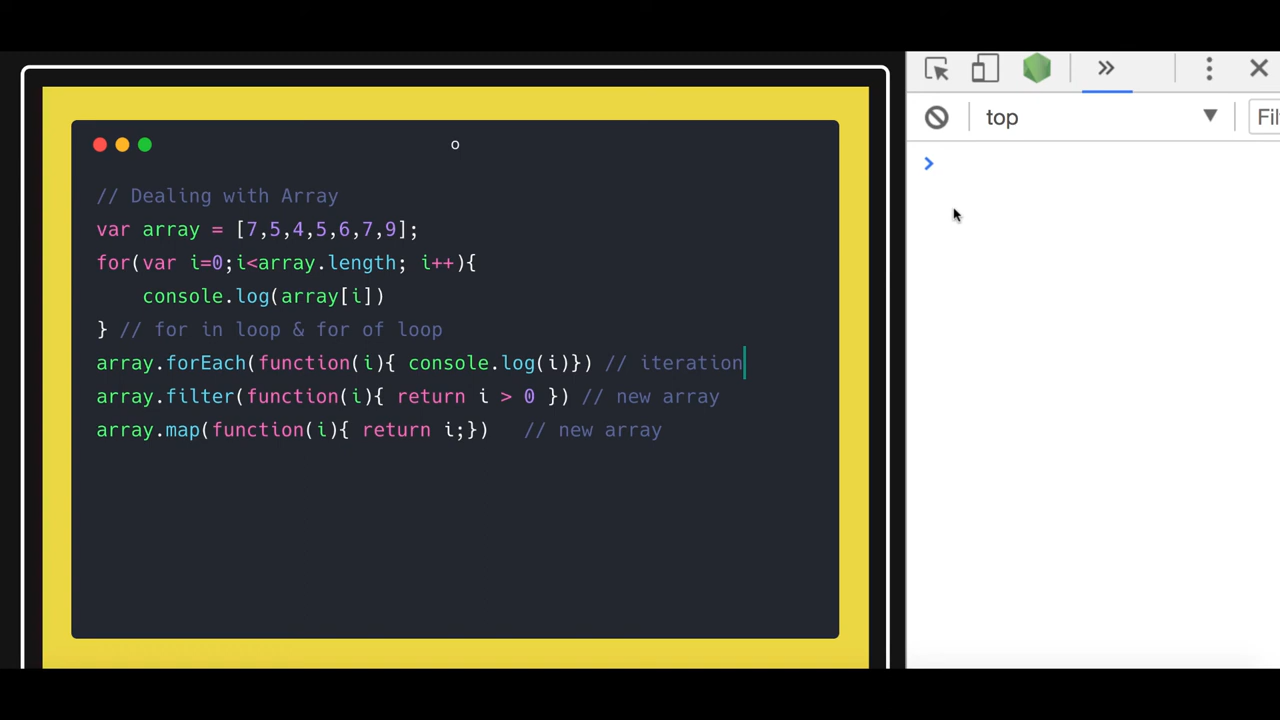 o
// Dealing with Array
var array = [7,5,4,5,6,7,9];
for(var i=0;i<array.length; i++){
    console.log(array[i])
} // for in loop & for of loop
array.forEach(function(i){ console.log(i)}) // iteration
array.filter(function(i){ return i > 0 }) // new array
array.map(function(i){ return i;})   // new array
top
Fil